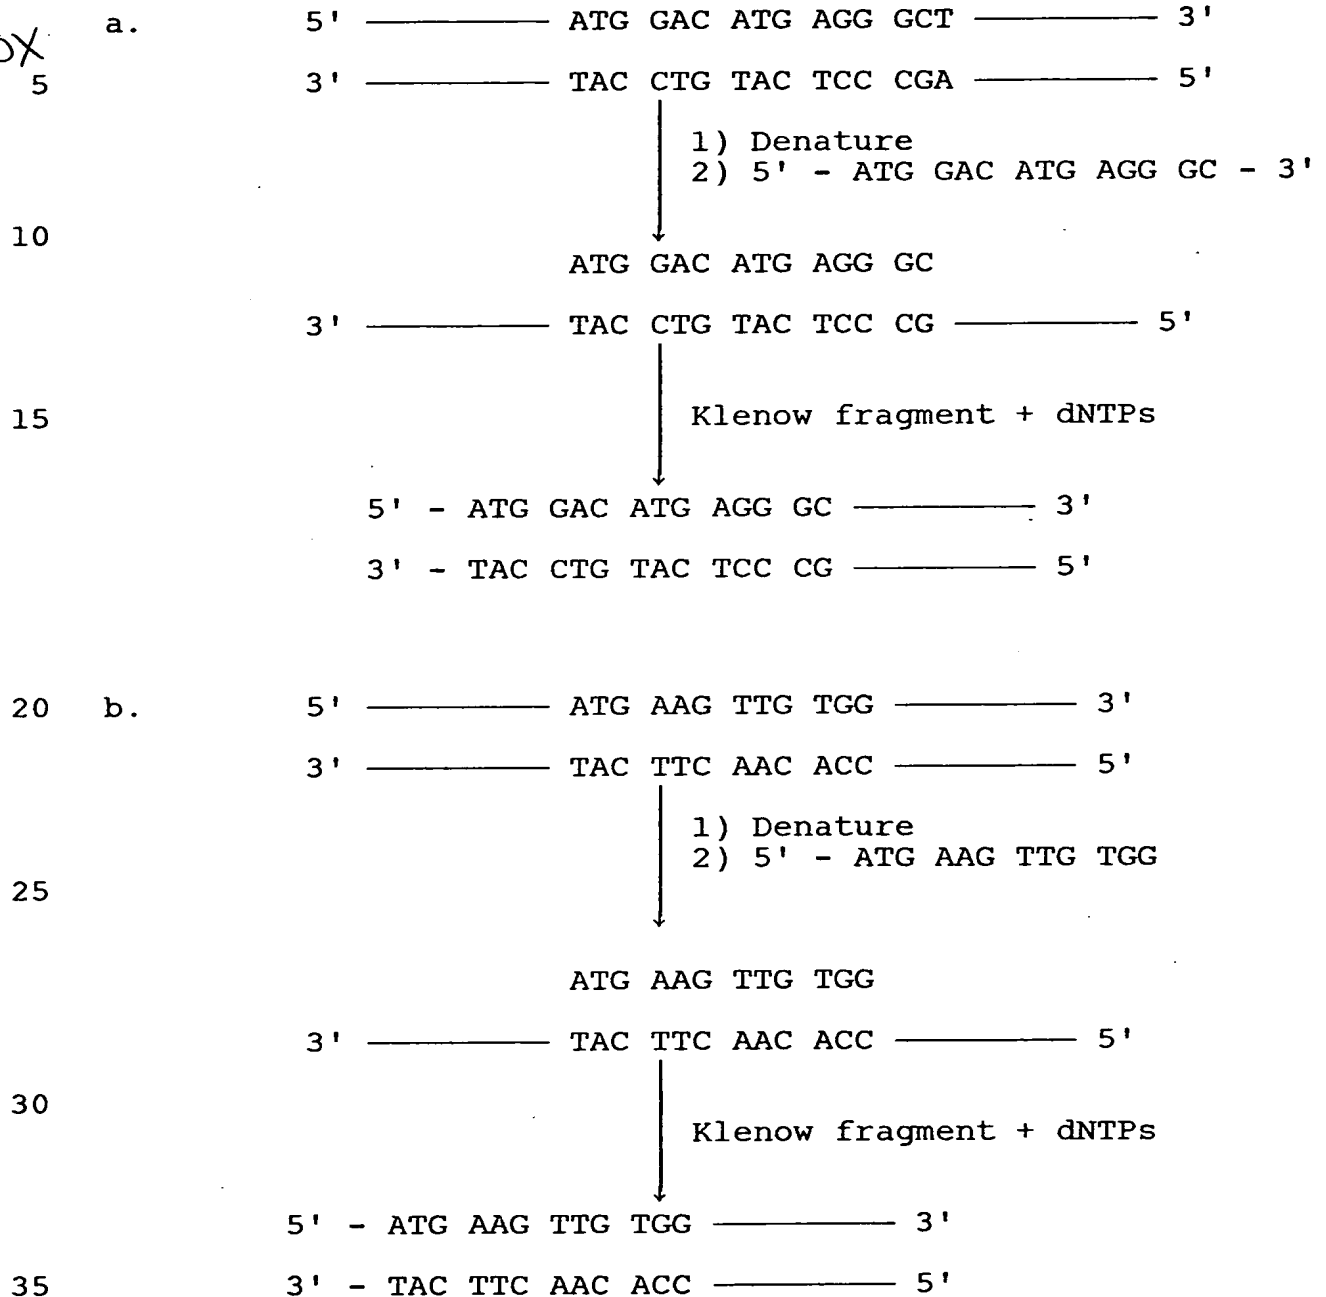 a. 5' ATG GAC ATG AGG GCT 3'
5 3' TAC CTG TAC TCC CGA 5'
1) Denature
2) 5' - ATG GAC ATG AGG GC - 3'
10
ATG GAC ATG AGG GC
3' TAC CTG TAC TCC CG 5'
15 Klenow fragment + dNTPs
5' - ATG GAC ATG AGG GC 3'
3' - TAC CTG TAC TCC CG 5'
20 b. 5' ATG AAG TTG TGG 3'
3' TAC TTC AAC ACC 5'
1) Denature
2) 5' - ATG AAG TTG TGG
25
ATG AAG TTG TGG
3' TAC TTC AAC ACC 5'
30
Klenow fragment + dNTPs
5' - ATG AAG TTG TGG 3'
35 3' - TAC TTC AAC ACC 5'